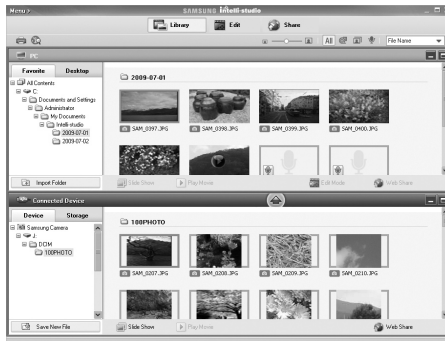 Menu >
SAMSUNG intelli-studio
Library
Edit
Share
All
File Name
PC
Favorite
Desktop
All Contents
C:
Documents and Settings
Administrator
My Documents
Intelli-studio
2009-07-01
2009-07-02
Import Folder
2009-07-01
SAM_0397.JPG
SAM_0398.JPG
SAM_0399.JPG
SAM_0400.JPG
Slide Show
Play Movie
Edit Mode
Web Share
Connected Device
Device
Storage
Samsung Camera
J:
DCIM
100PHOTO
Save New File
100PHOTO
SAM_0207.JPG
SAM_0208.JPG
SAM_0209.JPG
SAM_0210.JPG
Slide Show
Play Movie
Web Share